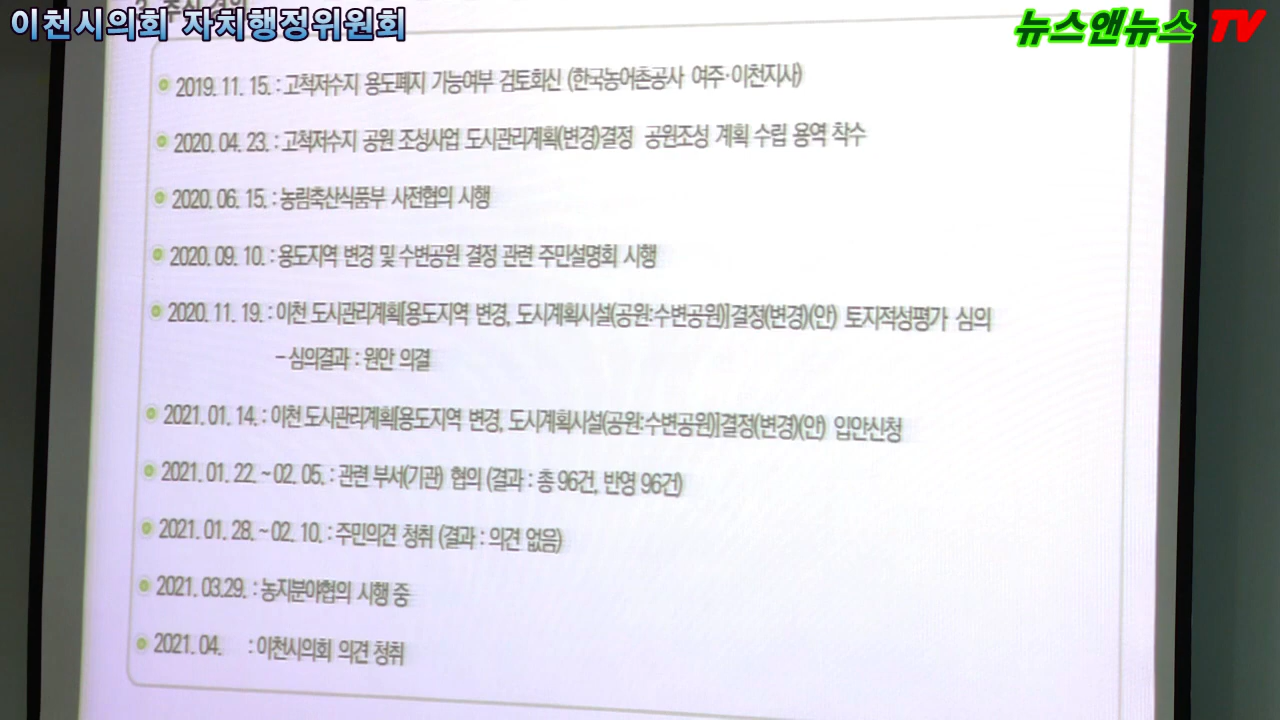 이천시의회 자치행정위원회
뉴스앤뉴스 TV
2019. 11. 15. : 고척저수지 용도폐지 가능여부 검토회신 (한국농어촌공사 여주·이천지사)
2020. 04. 23. : 고척저수지 공원 조성사업 도시관리계획(변경)결정 공원조성 계획 수립 용역 착수
2020. 06. 15. : 농림축산식품부 사전협의 시행
2020. 09. 10. : 용도지역 변경 및 수변공원 결정 관련 주민설명회 시행
2020. 11. 19. : 이천 도시관리계획[용도지역 변경, 도시계획시설(공원:수변공원)]결정(변경)(안) 토지적성평가 심의
- 심의결과 : 원안 의결
2021. 01. 14. : 이천 도시관리계획[용도지역 변경, 도시계획시설(공원:수변공원)]결정(변경)(안) 입안신청
2021. 01. 22. ~ 02. 05. : 관련 부서(기관) 협의 (결과 : 총 96건, 반영 96건)
2021. 01. 28. ~ 02. 10. : 주민의견 청취 (결과 : 의견 없음)
2021. 03.29. : 농지분야협의 시행 중
2021. 04. : 이천시의회 의견 청취